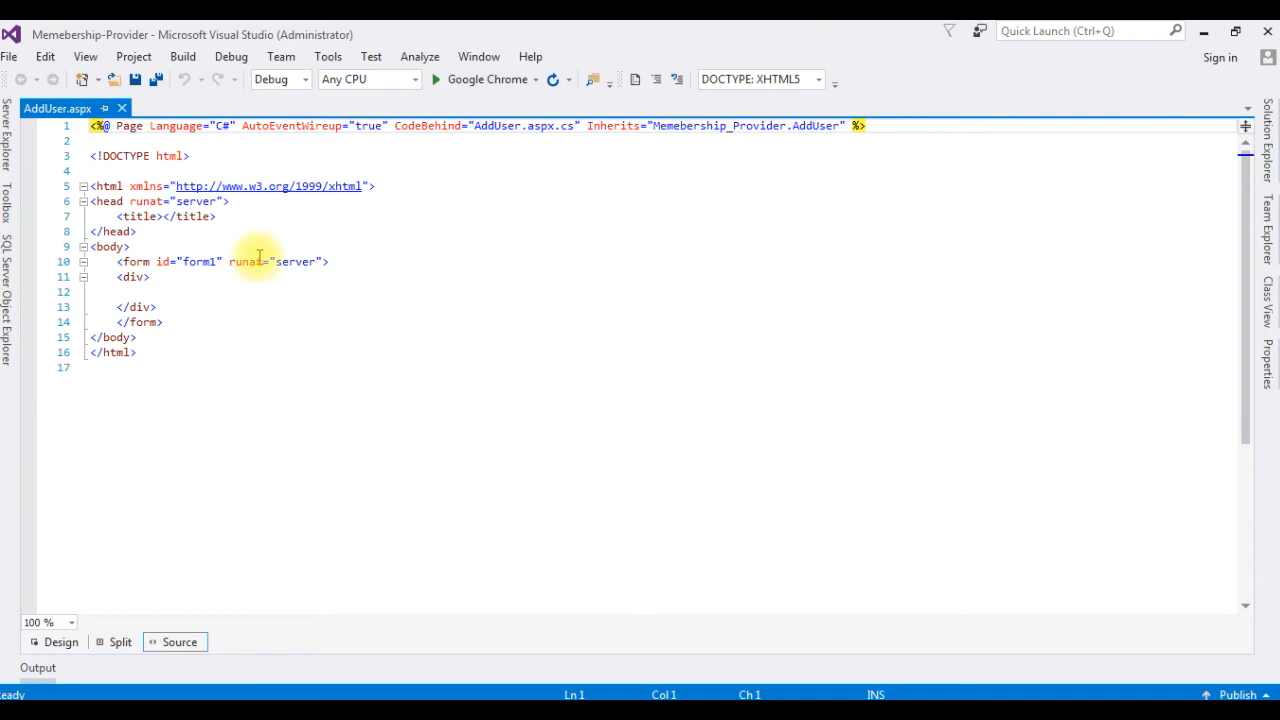 Memebership-Provider - Microsoft Visual Studio (Administrator)
Quick Launch (Ctrl+Q)
File Edit View Project Build Debug Team Tools Test Analyze Window Help
Sign in
Debug Any CPU Google Chrome DOCTYPE: XHTML5
AddUser.aspx
1 <%@ Page Language="C#" AutoEventWireup="true" CodeBehind="AddUser.aspx.cs" Inherits="Memebership_Provider.AddUser" %>
2
3 <!DOCTYPE html>
4
5 <html xmlns="http://www.w3.org/1999/xhtml">
6 <head runat="server">
7 <title></title>
8 </head>
9 <body>
10 <form id="form1" runat="server">
11 <div>
12
13 </div>
14 </form>
15 </body>
16 </html>
17
Server Explorer
Toolbox
SQL Server Object Explorer
Solution Explorer
Team Explorer
Class View
Properties
100 %
Design Split Source
Output
eady Ln 1 Col 1 Ch 1 INS Publish